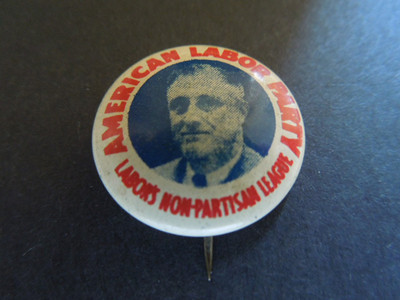 AMERICAN LABOR PARTY
LABOR'S NON-PARTISAN LEAGUE